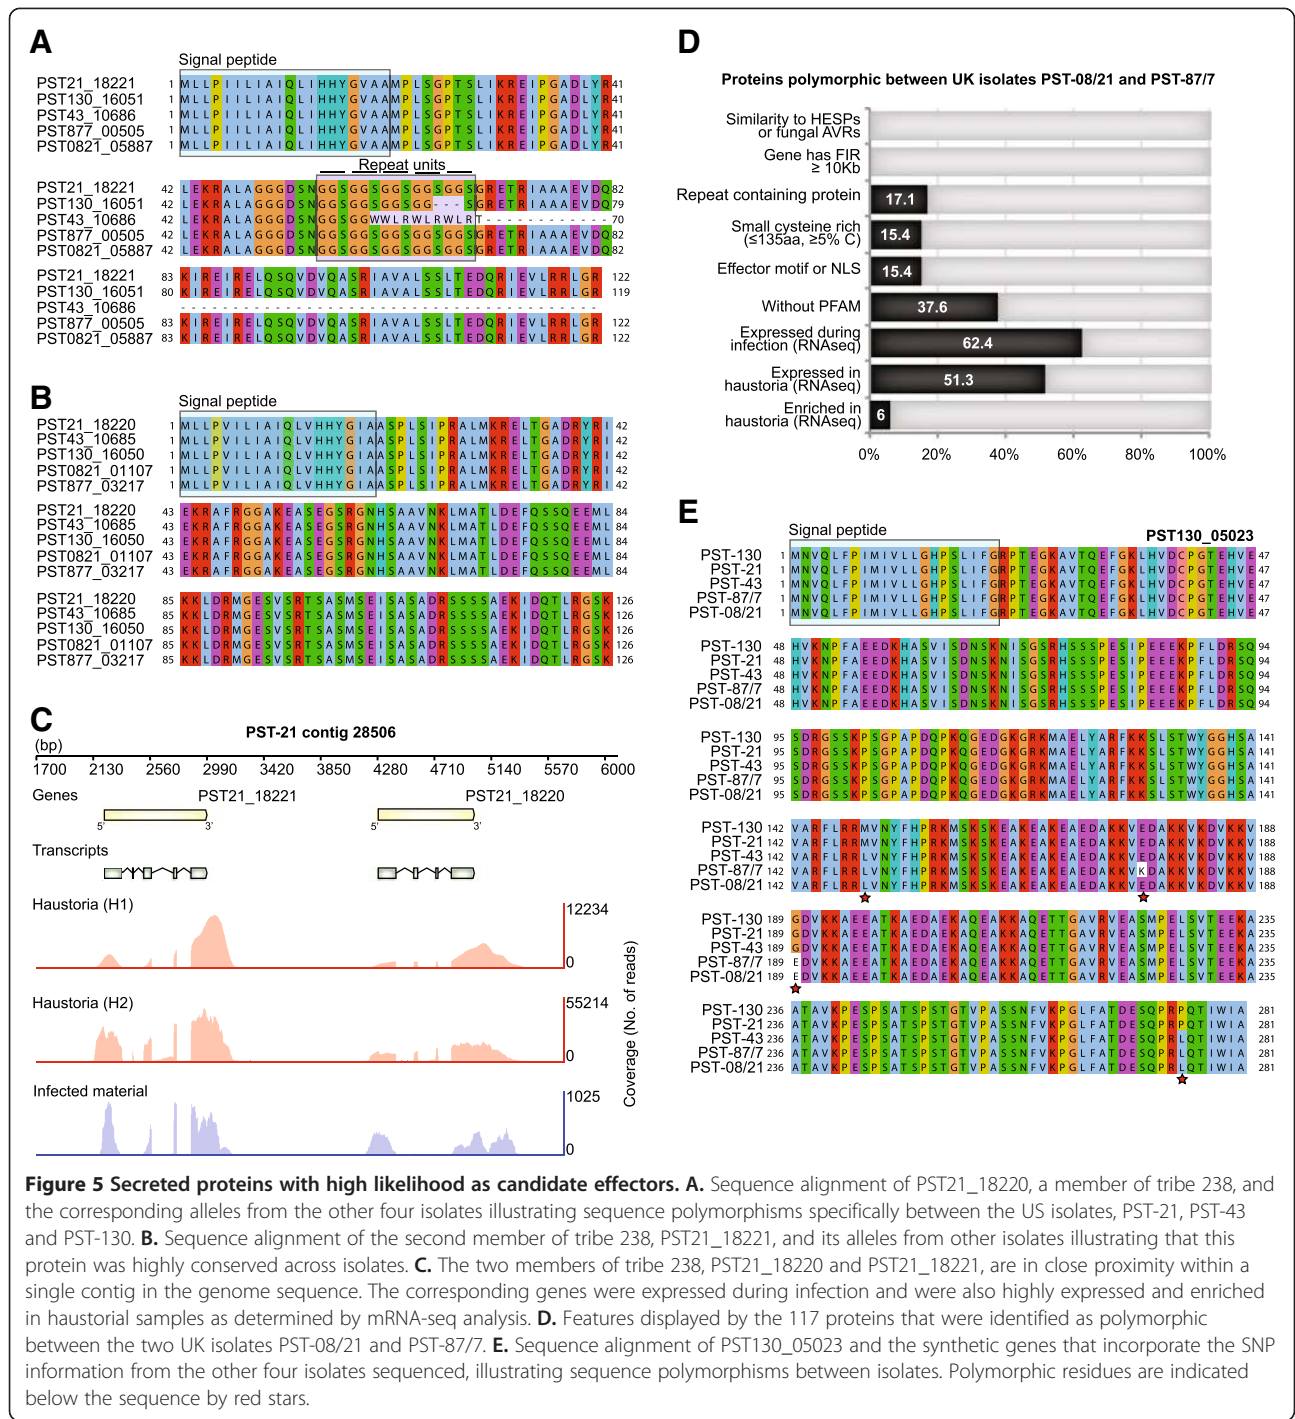 A
Signal peptide
PST21_18221 1 MLLPIILIAIQLIHHYGVAAMPLSGPTSLIKREIPGADLYR 41
PST130_16051 1 MLLPIILIAIQLIHHYGVAAMPLSGPTSLIKREIPGADLYR 41
PST43_10686 1 MLLPIILIAIQLIHHYGVAAMPLSGPTSLIKREIPGADLYR 41
PST877_00505 1 MLLPIILIAIQLIHHYGVAAMPLSGPTSLIKREIPGADLYR 41
PST0821_05887 1 MLLPIILIAIQLIHHYGVAAMPLSGPTSLIKREIPGADLYR 41
Repeat units
PST21_18221 42 LEKRALAGGGDSNGGSGGSGGSGGSGGSGRETRIAAAEVDQ 82
PST130_16051 42 LEKRALAGGGDSNGGSGGSGGSGG---SGRETRIAAAEVDQ 79
PST43_10686 42 LEKRALAGGGDSNGGSGGWWLRWLRWLRT------------ 70
PST877_00505 42 LEKRALAGGGDSNGGSGGSGGSGGSGGSGRETRIAAAEVDQ 82
PST0821_05887 42 LEKRALAGGGDSNGGSGGSGGSGGSGGSGRETRIAAAEVDQ 82
PST21_18221 83 KIREIRELQSQVDVQASRIAVALSSLTEDQRIEVLRRLGR 122
PST130_16051 80 KIREIRELQSQVDVQASRIAVALSSLTEDQRIEVLRRLGR 119
PST43_10686 ----------------------------------------
PST877_00505 83 KIREIRELQSQVDVQASRIAVALSSLTEDQRIEVLRRLGR 122
PST0821_05887 83 KIREIRELQSQVDVQASRIAVALSSLTEDQRIEVLRRLGR 122
B
Signal peptide
PST21_18220 1 MLLPVILIAIQLVHHYGIAASPLSIPRALMKRELTGADRYRI 42
PST43_10685 1 MLLPVILIAIQLVHHYGIAASPLSIPRALMKRELTGADRYRI 42
PST130_16050 1 MLLPVILIAIQLVHHYGIAASPLSIPRALMKRELTGADRYRI 42
PST0821_01107 1 MLLPVILIAIQLVHHYGIAASPLSIPRALMKRELTGADRYRI 42
PST877_03217 1 MLLPVILIAIQLVHHYGIAASPLSIPRALMKRELTGADRYRI 42
PST21_18220 43 EKRAFRGGAKEASEGSRGNHSAAVNKLMATLDEFQSSQEEML 84
PST43_10685 43 EKRAFRGGAKEASEGSRGNHSAAVNKLMATLDEFQSSQEEML 84
PST130_16050 43 EKRAFRGGAKEASEGSRGNHSAAVNKLMATLDEFQSSQEEML 84
PST0821_01107 43 EKRAFRGGAKEASEGSRGNHSAAVNKLMATLDEFQSSQEEML 84
PST877_03217 43 EKRAFRGGAKEASEGSRGNHSAAVNKLMATLDEFQSSQEEML 84
PST21_18220 85 KKLDRMGESVSRTSASMSEISASADRSSSSAEKIDQTLRGSK 126
PST43_10685 85 KKLDRMGESVSRTSASMSEISASADRSSSSAEKIDQTLRGSK 126
PST130_16050 85 KKLDRMGESVSRTSASMSEISASADRSSSSAEKIDQTLRGSK 126
PST0821_01107 85 KKLDRMGESVSRTSASMSEISASADRSSSSAEKIDQTLRGSK 126
PST877_03217 85 KKLDRMGESVSRTSASMSEISASADRSSSSAEKIDQTLRGSK 126
C
PST-21 contig 28506
(bp)
1700 2130 2560 2990 3420 3850 4280 4710 5140 5570 6000
Genes PST21_18221 PST21_18220
5' 3' 5' 3'
Transcripts
Haustoria (H1) 12234
0
Haustoria (H2) 55214
0
Infected material 1025
0
Coverage (No. of reads)
D
Proteins polymorphic between UK isolates PST-08/21 and PST-87/7
Similarity to HESPs
or fungal AVRs
Gene has FIR
≥ 10Kb
Repeat containing protein 17.1
Small cysteine rich
(≤135aa, ≥5% C) 15.4
Effector motif or NLS 15.4
Without PFAM 37.6
Expressed during
infection (RNAseq) 62.4
Expressed in
haustoria (RNAseq) 51.3
Enriched in
haustoria (RNAseq) 6
0% 20% 40% 60% 80% 100%
E
Signal peptide PST130_05023
PST-130 1 MNVQLFPIMIVLLGHPSLIFGRPTEGKAVTQEFGKLHVDCPGTEHVE 47
PST-21 1 MNVQLFPIMIVLLGHPSLIFGRPTEGKAVTQEFGKLHVDCPGTEHVE 47
PST-43 1 MNVQLFPIMIVLLGHPSLIFGRPTEGKAVTQEFGKLHVDCPGTEHVE 47
PST-87/7 1 MNVQLFPIMIVLLGHPSLIFGRPTEGKAVTQEFGKLHVDCPGTEHVE 47
PST-08/21 1 MNVQLFPIMIVLLGHPSLIFGRPTEGKAVTQEFGKLHVDCPGTEHVE 47
PST-130 48 HVKNPFAEEDKHASVISDNSKNISGSRHSSSPESIPEEEKPFLDRSQ 94
PST-21 48 HVKNPFAEEDKHASVISDNSKNISGSRHSSSPESIPEEEKPFLDRSQ 94
PST-43 48 HVKNPFAEEDKHASVISDNSKNISGSRHSSSPESIPEEEKPFLDRSQ 94
PST-87/7 48 HVKNPFAEEDKHASVISDNSKNISGSRHSSSPESIPEEEKPFLDRSQ 94
PST-08/21 48 HVKNPFAEEDKHASVISDNSKNISGSRHSSSPESIPEEEKPFLDRSQ 94
PST-130 95 SDRGSSKPSGPAPDQPKQGEDGKGRKMAELYARFKKSLSTWYGGHSA 141
PST-21 95 SDRGSSKPSGPAPDQPKQGEDGKGRKMAELYARFKKSLSTWYGGHSA 141
PST-43 95 SDRGSSKPSGPAPDQPKQGEDGKGRKMAELYARFKKSLSTWYGGHSA 141
PST-87/7 95 SDRGSSKPSGPAPDQPKQGEDGKGRKMAELYARFKKSLSTWYGGHSA 141
PST-08/21 95 SDRGSSKPSGPAPDQPKQGEDGKGRKMAELYARFKKSLSTWYGGHSA 141
PST-130 142 VARFLRRMVNYFHPRKMSKSKEAKEAKEAEDAKKVEDAKKVKDVKKV 188
PST-21 142 VARFLRRMVNYFHPRKMSKSKEAKEAKEAEDAKKVEDAKKVKDVKKV 188
PST-43 142 VARFLRRLVNYFHPRKMSKSKEAKEAKEAEDAKKVEDAKKVKDVKKV 188
PST-87/7 142 VARFLRRLVNYFHPRKMSKSKEAKEAKEAEDAKKVKDAKKVKDVKKV 188
PST-08/21 142 VARFLRRLVNYFHPRKMSKSKEAKEAKEAEDAKKVEDAKKVKDVKKV 188
PST-130 189 GDVKKAEEATKAEDAEKAQEAKKAQETTGAVRVEASMPELSVTEEKA 235
PST-21 189 GDVKKAEEATKAEDAEKAQEAKKAQETTGAVRVEASMPELSVTEEKA 235
PST-43 189 GDVKKAEEATKAEDAEKAQEAKKAQETTGAVRVEASMPELSVTEEKA 235
PST-87/7 189 EDVKKAEEATKAEDAEKAQEAKKAQETTGAVRVEASMPELSVTEEKA 235
PST-08/21 189 EDVKKAEEATKAEDAEKAQEAKKAQETTGAVRVEASMPELSVTEEKA 235
PST-130 236 ATAVKPESPSATSPSTGTVPASSNFVKPGLFATDESQPRPQTIWIA 281
PST-21 236 ATAVKPESPSATSPSTGTVPASSNFVKPGLFATDESQPRPQTIWIA 281
PST-43 236 ATAVKPESPSATSPSTGTVPASSNFVKPGLFATDESQPRLQTIWIA 281
PST-87/7 236 ATAVKPESPSATSPSTGTVPASSNFVKPGLFATDESQPRLQTIWIA 281
PST-08/21 236 ATAVKPESPSATSPSTGTVPASSNFVKPGLFATDESQPRLQTIWIA 281
Figure 5 Secreted proteins with high likelihood as candidate effectors. A. Sequence alignment of PST21_18220, a member of tribe 238, and
the corresponding alleles from the other four isolates illustrating sequence polymorphisms specifically between the US isolates, PST-21, PST-43
and PST-130. B. Sequence alignment of the second member of tribe 238, PST21_18221, and its alleles from other isolates illustrating that this
protein was highly conserved across isolates. C. The two members of tribe 238, PST21_18220 and PST21_18221, are in close proximity within a
single contig in the genome sequence. The corresponding genes were expressed during infection and were also highly expressed and enriched
in haustorial samples as determined by mRNA-seq analysis. D. Features displayed by the 117 proteins that were identified as polymorphic
between the two UK isolates PST-08/21 and PST-87/7. E. Sequence alignment of PST130_05023 and the synthetic genes that incorporate the SNP
information from the other four isolates sequenced, illustrating sequence polymorphisms between isolates. Polymorphic residues are indicated
below the sequence by red stars.